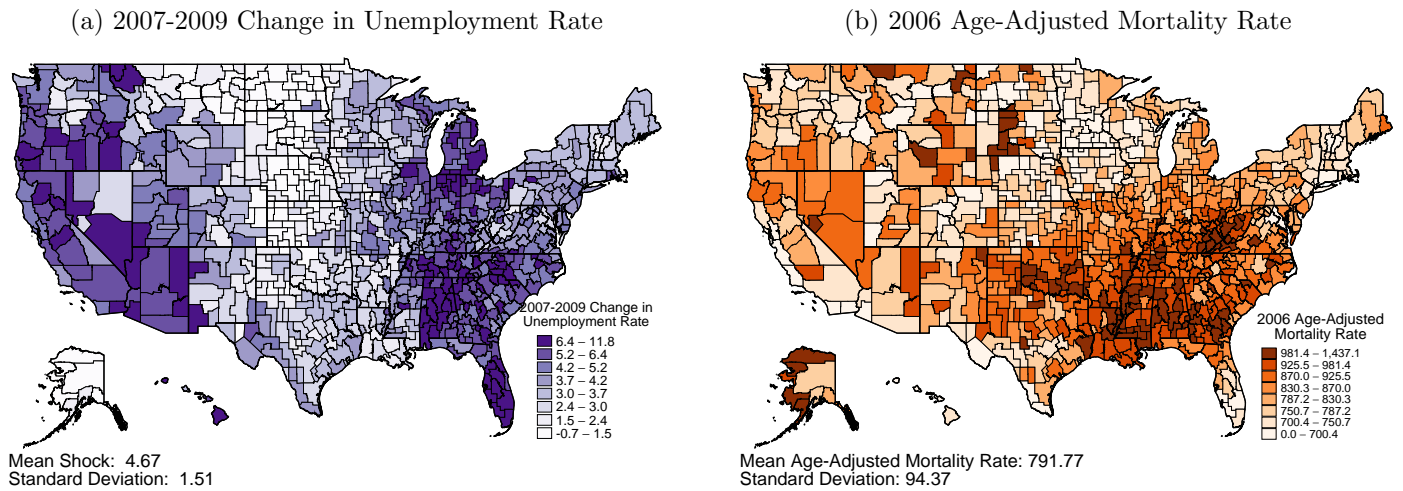 (a) 2007-2009 Change in Unemployment Rate
2007-2009 Change in
Unemployment Rate
6.4 – 11.8
5.2 – 6.4
4.2 – 5.2
3.7 – 4.2
3.0 – 3.7
2.4 – 3.0
1.5 – 2.4
-0.7 – 1.5
Mean Shock: 4.67
Standard Deviation: 1.51
(b) 2006 Age-Adjusted Mortality Rate
2006 Age-Adjusted
Mortality Rate
981.4 – 1,437.1
925.5 – 981.4
870.0 – 925.5
830.3 – 870.0
787.2 – 830.3
750.7 – 787.2
700.4 – 750.7
0.0 – 700.4
Mean Age-Adjusted Mortality Rate: 791.77
Standard Deviation: 94.37